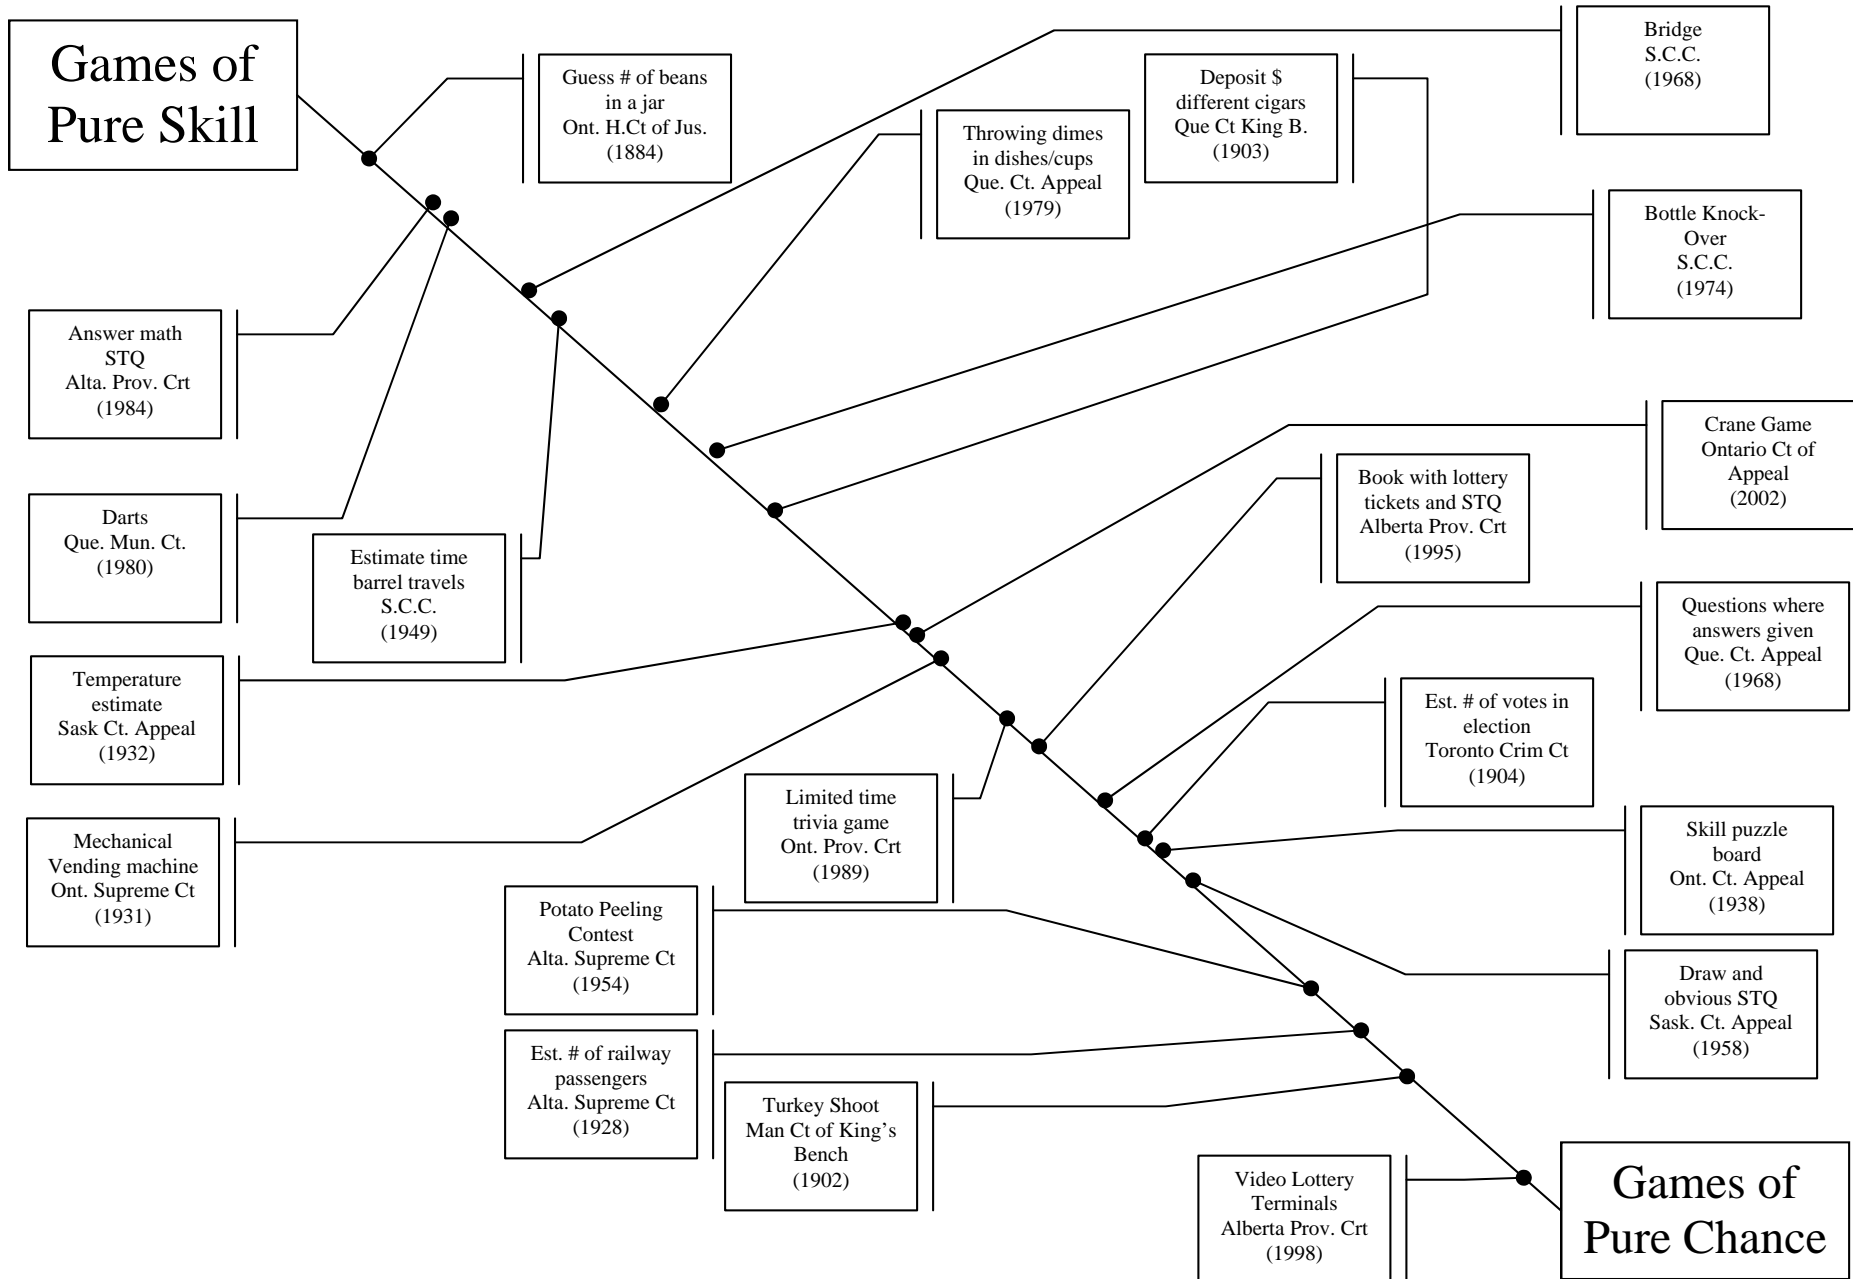 Games of
Pure Skill
Guess # of beans
in a jar
Ont. H.Ct of Jus.
(1884)
Throwing dimes
in dishes/cups
Que. Ct. Appeal
(1979)
Deposit $
different cigars
Que Ct King B.
(1903)
Bridge
S.C.C.
(1968)
Bottle Knock-
Over
S.C.C.
(1974)
Answer math
STQ
Alta. Prov. Crt
(1984)
Darts
Que. Mun. Ct.
(1980)
Estimate time
barrel travels
S.C.C.
(1949)
Crane Game
Ontario Ct of
Appeal
(2002)
Book with lottery
tickets and STQ
Alberta Prov. Crt
(1995)
Questions where
answers given
Que. Ct. Appeal
(1968)
Temperature
estimate
Sask Ct. Appeal
(1932)
Est. # of votes in
election
Toronto Crim Ct
(1904)
Mechanical
Vending machine
Ont. Supreme Ct
(1931)
Limited time
trivia game
Ont. Prov. Crt
(1989)
Skill puzzle
board
Ont. Ct. Appeal
(1938)
Potato Peeling
Contest
Alta. Supreme Ct
(1954)
Draw and
obvious STQ
Sask. Ct. Appeal
(1958)
Est. # of railway
passengers
Alta. Supreme Ct
(1928)
Turkey Shoot
Man Ct of King’s
Bench
(1902)
Video Lottery
Terminals
Alberta Prov. Crt
(1998)
Games of
Pure Chance